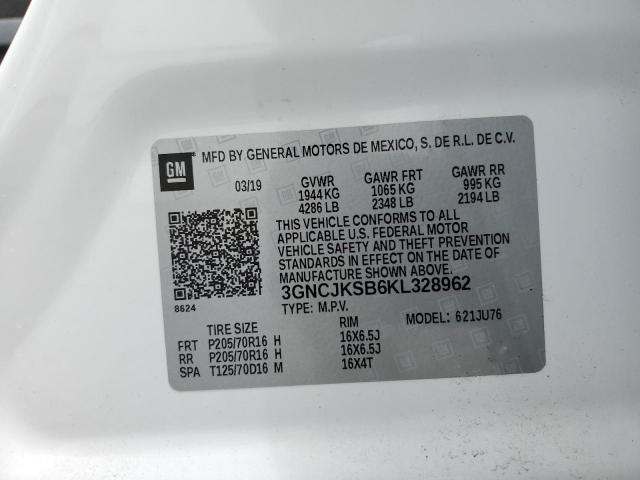 GM MFD BY GENERAL MOTORS DE MEXICO, S. DE R.L. DE C.V.
03/19 GVWR GAWR FRT GAWR RR
1944 KG 1065 KG 995 KG
4286 LB 2348 LB 2194 LB
THIS VEHICLE CONFORMS TO ALL
APPLICABLE U.S. FEDERAL MOTOR
VEHICLE SAFETY AND THEFT PREVENTION
STANDARDS IN EFFECT ON THE DATE OF
MANUFACTURE SHOWN ABOVE.
3GNCJKSB6KL328962
8624 TYPE: M.P.V.
MODEL: 621JU76
TIRE SIZE RIM
FRT P205/70R16 H 16X6.5J
RR P205/70R16 H 16X6.5J
SPA T125/70D16 M 16X4T